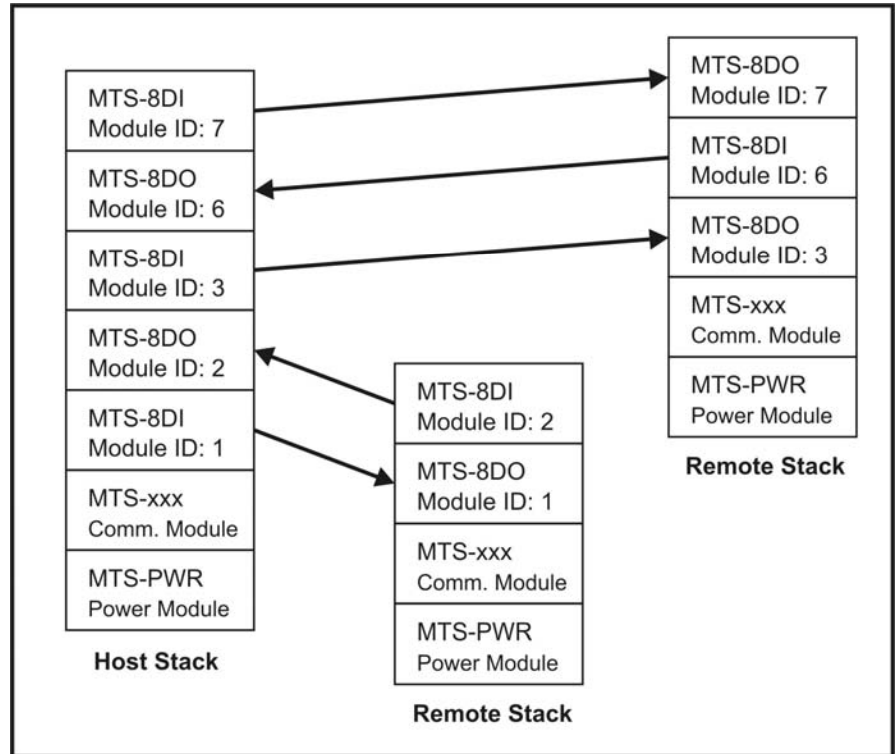 MTS-8DI
Module ID: 7
MTS-8DO
Module ID: 6
MTS-8DI
Module ID: 3
MTS-8DO
Module ID: 2
MTS-8DI
Module ID: 1
MTS-xxx
Comm. Module
MTS-PWR
Power Module
Host Stack
MTS-8DI
Module ID: 2
MTS-8DO
Module ID: 1
MTS-xxx
Comm. Module
MTS-PWR
Power Module
Remote Stack
MTS-8DO
Module ID: 7
MTS-8DI
Module ID: 6
MTS-8DO
Module ID: 3
MTS-xxx
Comm. Module
MTS-PWR
Power Module
Remote Stack